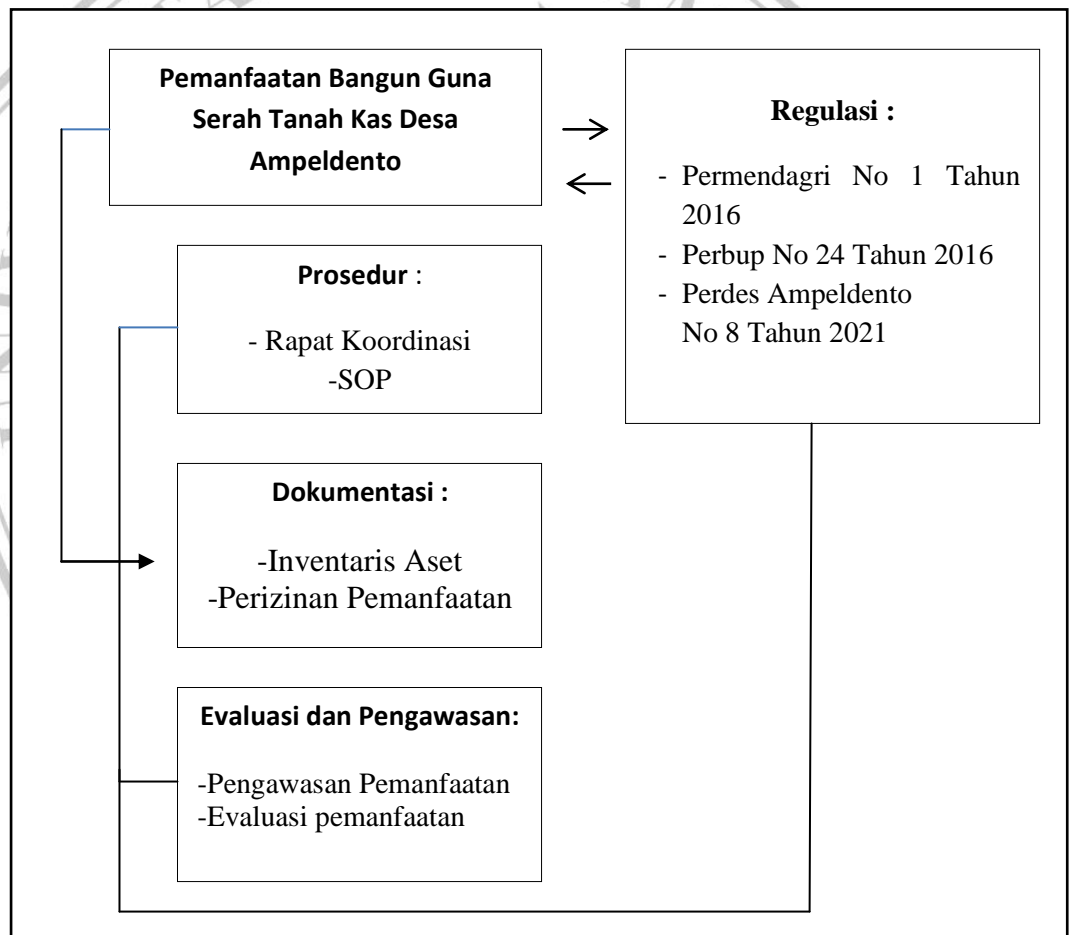 Pemanfaatan Bangun Guna
Serah Tanah Kas Desa
Ampeldento
Regulasi :
- Permendagri No 1 Tahun
2016
- Perbup No 24 Tahun 2016
- Perdes Ampeldento
No 8 Tahun 2021
Prosedur :
- Rapat Koordinasi
-SOP
Dokumentasi :
-Inventaris Aset
-Perizinan Pemanfaatan
Evaluasi dan Pengawasan:
-Pengawasan Pemanfaatan
-Evaluasi pemanfaatan